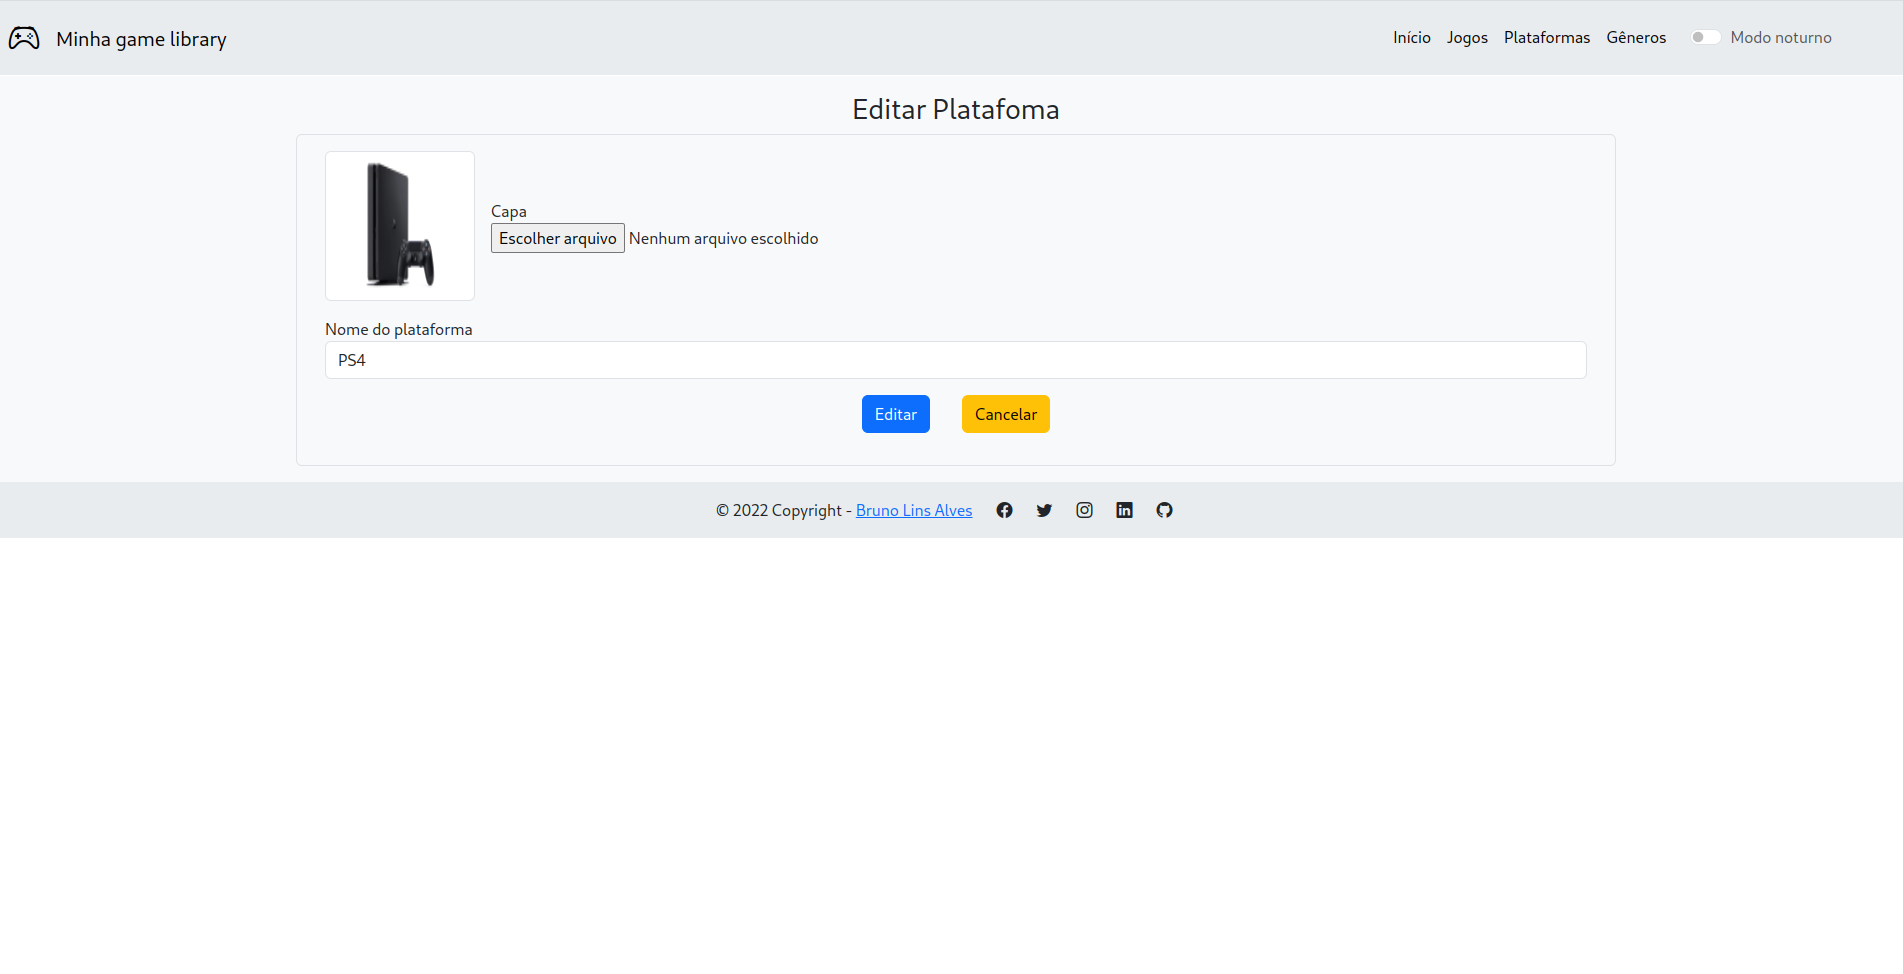 Minha game library
Início Jogos Plataformas Gêneros Modo noturno
Editar Platafoma
Capa
Escolher arquivo Nenhum arquivo escolhido
Nome do plataforma
PS4
Editar Cancelar
© 2022 Copyright - Bruno Lins Alves